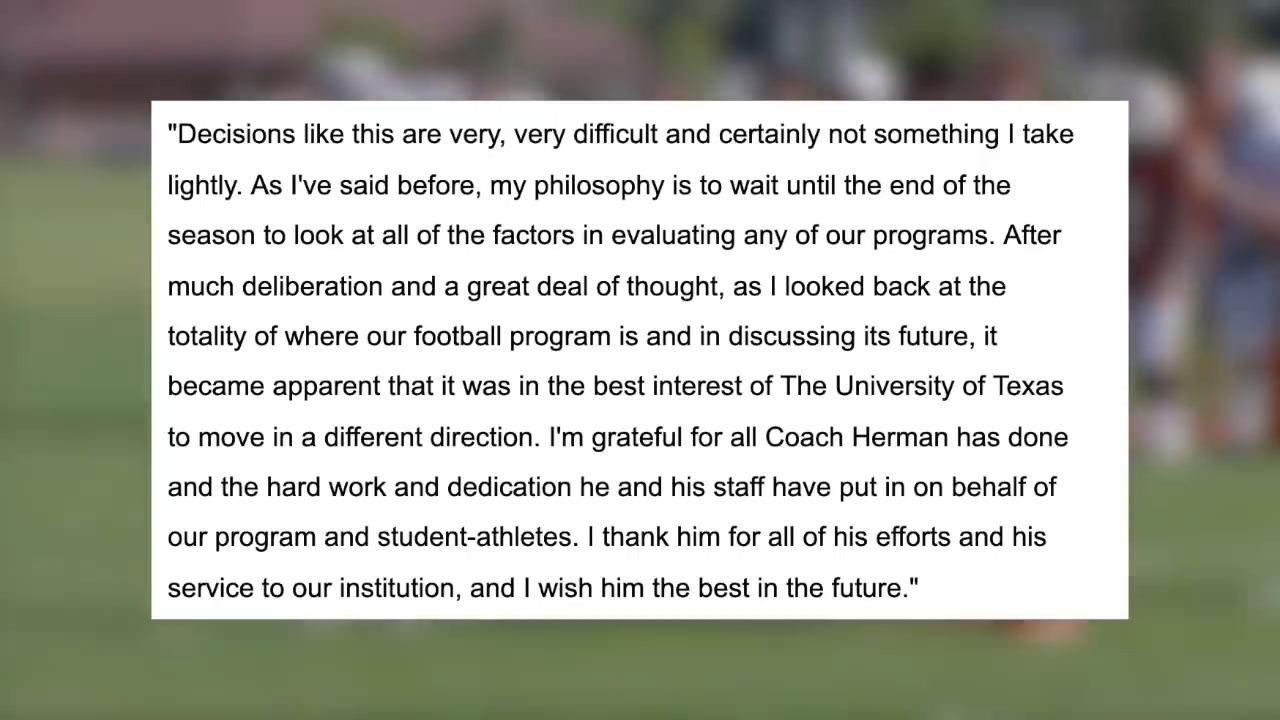 "Decisions like this are very, very difficult and certainly not something I take
lightly. As I've said before, my philosophy is to wait until the end of the
season to look at all of the factors in evaluating any of our programs. After
much deliberation and a great deal of thought, as I looked back at the
totality of where our football program is and in discussing its future, it
became apparent that it was in the best interest of The University of Texas
to move in a different direction. I'm grateful for all Coach Herman has done
and the hard work and dedication he and his staff have put in on behalf of
our program and student-athletes. I thank him for all of his efforts and his
service to our institution, and I wish him the best in the future."